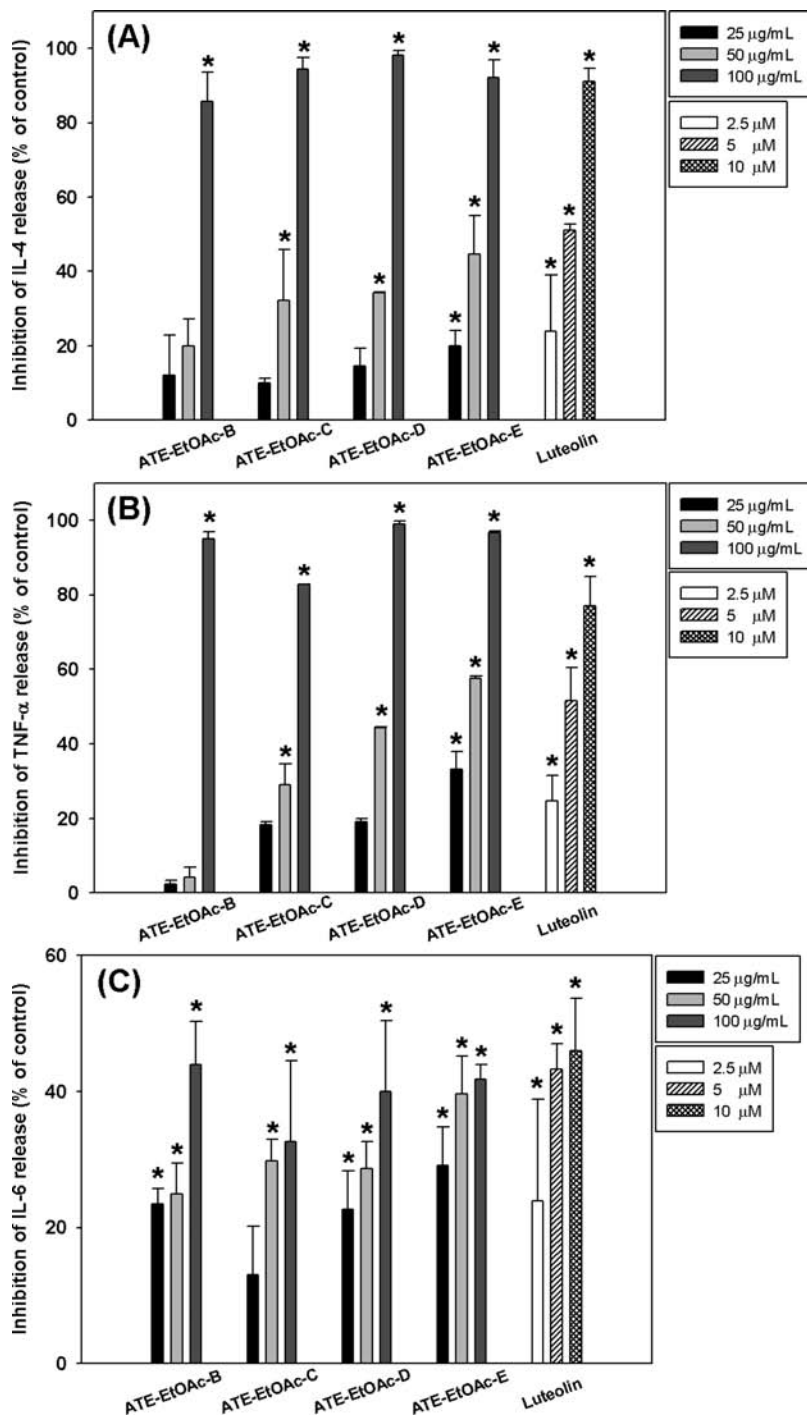 (A)
Inhibition of IL-4 release (% of control)
100
80
60
40
20
0
* * * * *
* * * *
* *
ATE-EtOAc-B
ATE-EtOAc-C
ATE-EtOAc-D
ATE-EtOAc-E
Luteolin
25 μg/mL
50 μg/mL
100 μg/mL
2.5 μM
5 μM
10 μM
(B)
Inhibition of TNF-α release (% of control)
100
80
60
40
20
0
* * * * *
* * * *
* *
ATE-EtOAc-B
ATE-EtOAc-C
ATE-EtOAc-D
ATE-EtOAc-E
Luteolin
25 μg/mL
50 μg/mL
100 μg/mL
2.5 μM
5 μM
10 μM
(C)
Inhibition of IL-6 release (% of control)
60
40
20
0
* * * * *
* * * * *
* * * *
ATE-EtOAc-B
ATE-EtOAc-C
ATE-EtOAc-D
ATE-EtOAc-E
Luteolin
25 μg/mL
50 μg/mL
100 μg/mL
2.5 μM
5 μM
10 μM